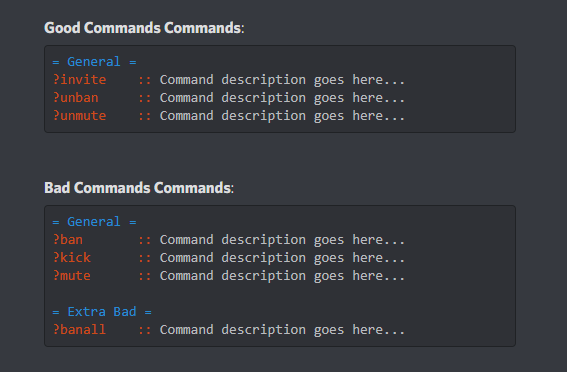 Good Commands Commands:
= General =
?invite    :: Command description goes here...
?unban     :: Command description goes here...
?unmute    :: Command description goes here...
Bad Commands Commands:
= General =
?ban       :: Command description goes here...
?kick      :: Command description goes here...
?mute      :: Command description goes here...
= Extra Bad =
?banall    :: Command description goes here...